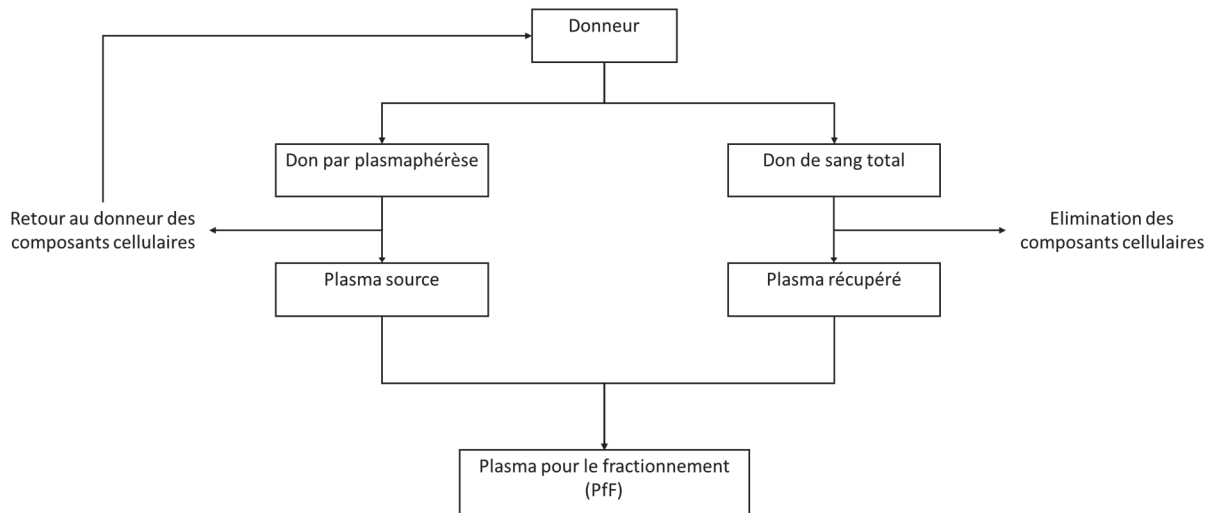 Donneur
Don par plasmaphérèse
Don de sang total
Retour au donneur des
composants cellulaires
Elimination des
composants cellulaires
Plasma source
Plasma récupéré
Plasma pour le fractionnement
(PfF)